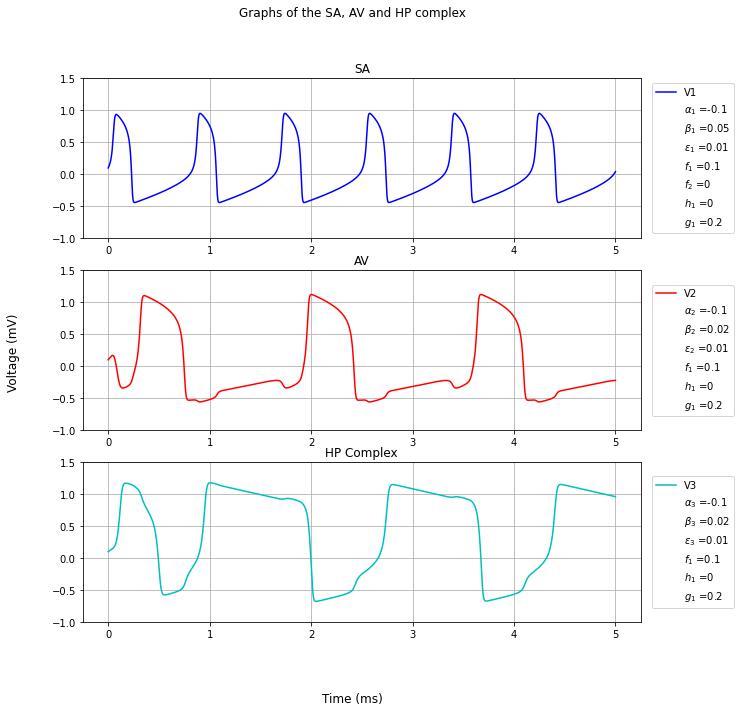 Graphs of the SA, AV and HP complex
SA
1.5
1.0
0.5
0.0
−0.5
−1.0
0 1 2 3 4 5
V1
α₁ =-0.1
β₁ =0.05
ε₁ =0.01
f₁ =0.1
f₂ =0
h₁ =0
g₁ =0.2
AV
1.5
1.0
0.5
0.0
−0.5
−1.0
0 1 2 3 4 5
V2
α₂ =-0.1
β₂ =0.02
ε₂ =0.01
f₁ =0.1
h₁ =0
g₁ =0.2
Voltage (mV)
HP Complex
1.5
1.0
0.5
0.0
−0.5
−1.0
0 1 2 3 4 5
V3
α₃ =-0.1
β₃ =0.02
ε₃ =0.01
f₁ =0.1
h₁ =0
g₁ =0.2
Time (ms)